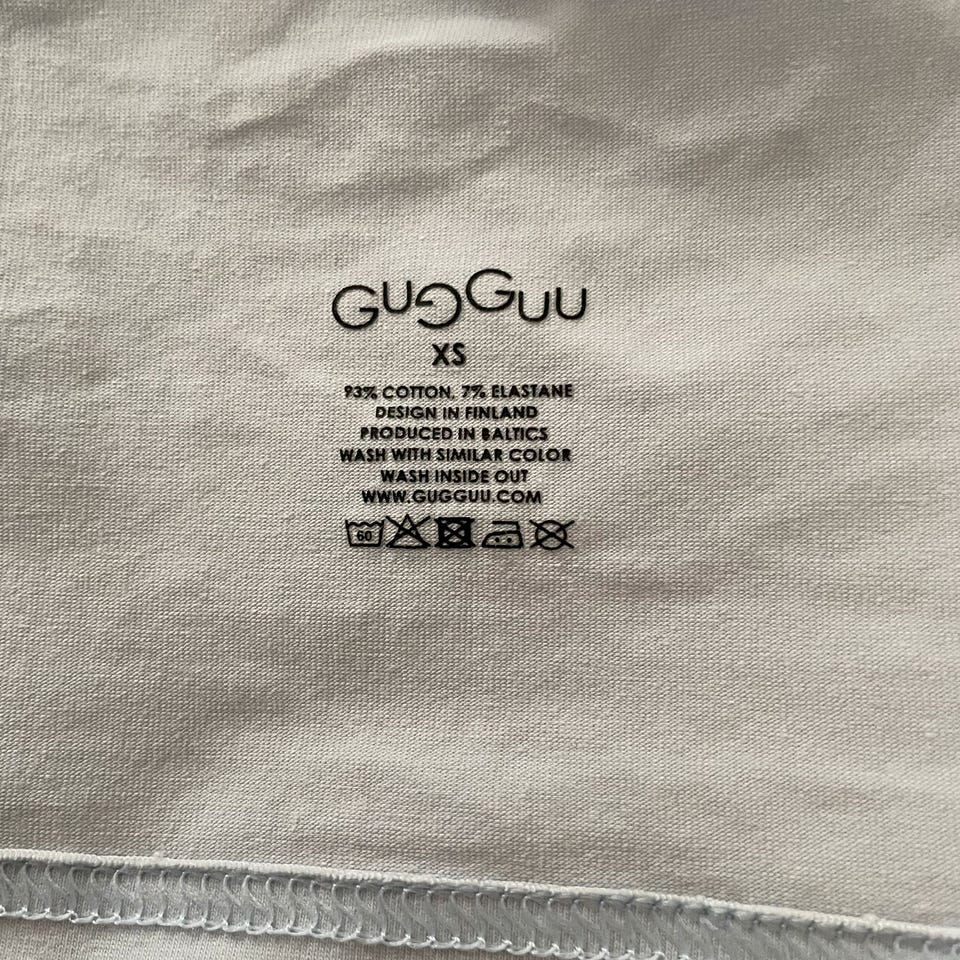 GUGGUU
XS
93% COTTON, 7% ELASTANE
DESIGN IN FINLAND
PRODUCED IN BALTICS
WASH WITH SIMILAR COLOR
WASH INSIDE OUT
WWW.GUGGUU.COM
60